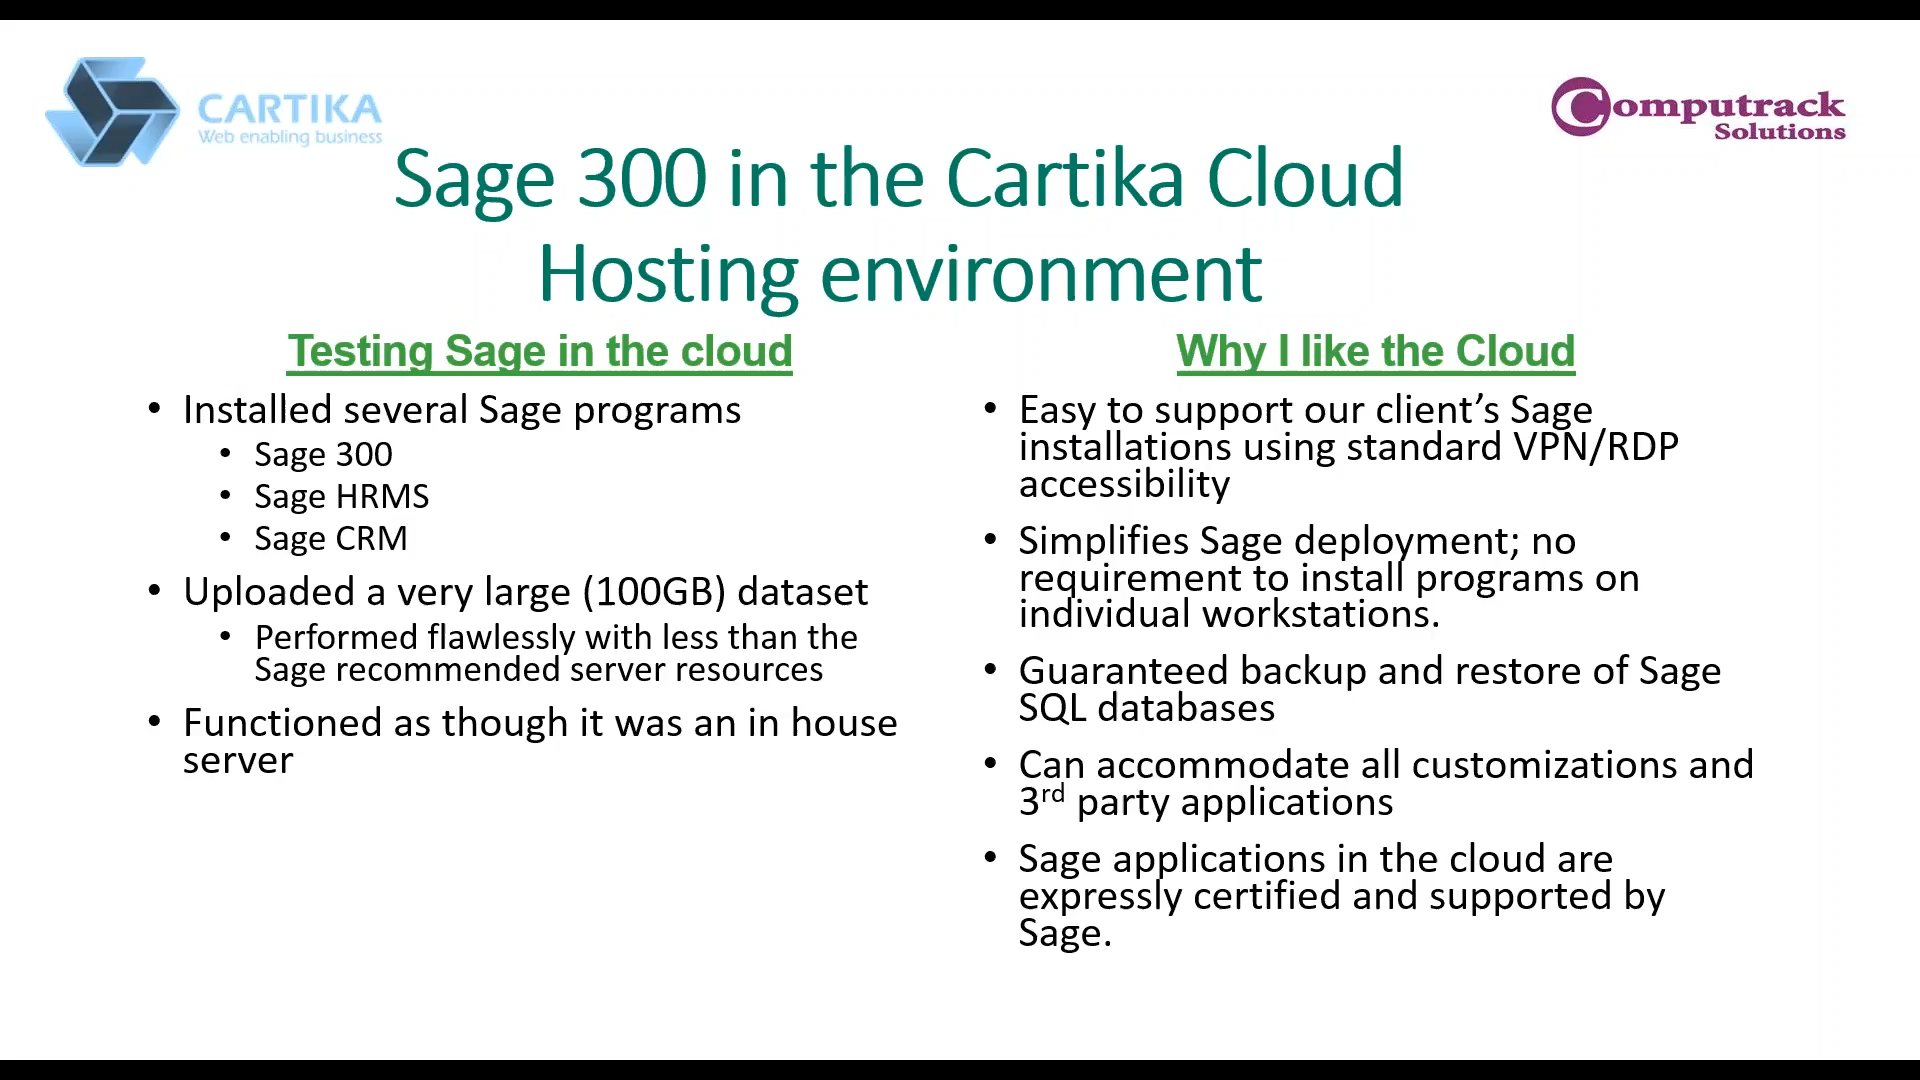 CARTIKA
Web enabling business
Computrack
Solutions
Sage 300 in the Cartika Cloud
Hosting environment
Testing Sage in the cloud
• Installed several Sage programs
• Sage 300
• Sage HRMS
• Sage CRM
• Uploaded a very large (100GB) dataset
• Performed flawlessly with less than the
Sage recommended server resources
• Functioned as though it was an in house
server
Why I like the Cloud
• Easy to support our client’s Sage
installations using standard VPN/RDP
accessibility
• Simplifies Sage deployment; no
requirement to install programs on
individual workstations.
• Guaranteed backup and restore of Sage
SQL databases
• Can accommodate all customizations and
3rd party applications
• Sage applications in the cloud are
expressly certified and supported by
Sage.